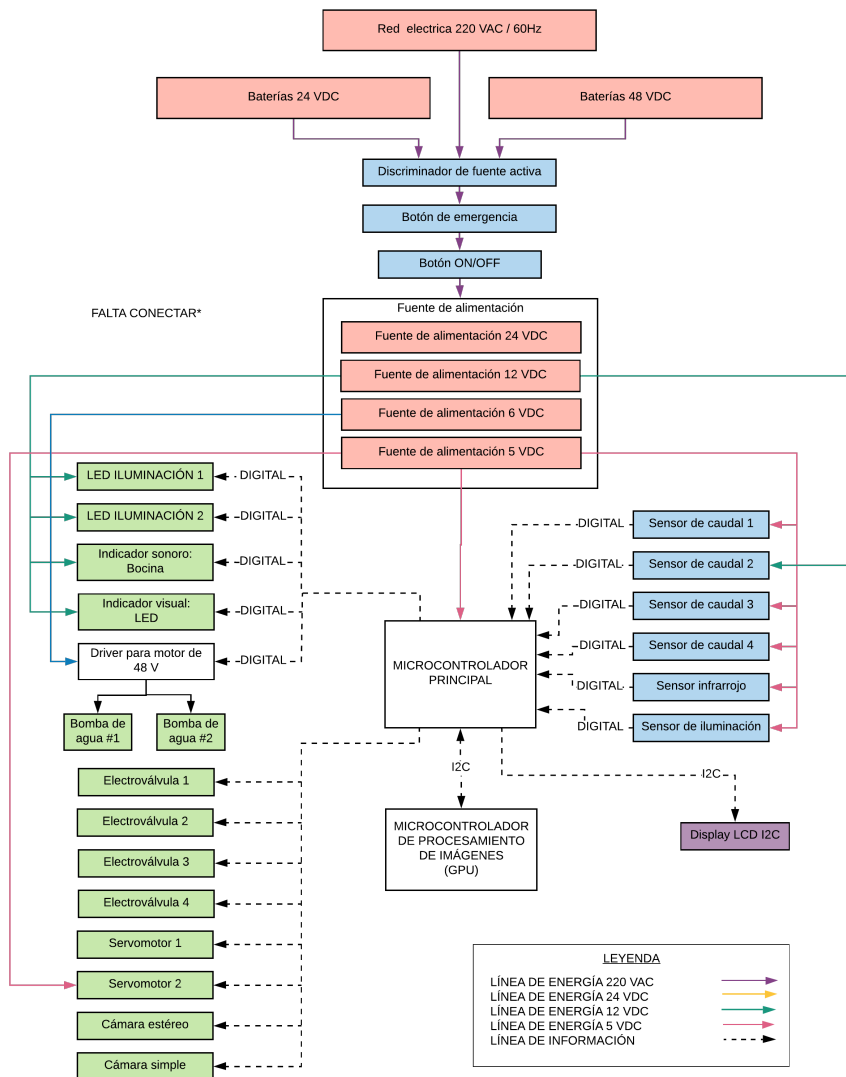 Red  electrica 220 VAC / 60Hz
Baterías 24 VDC
Baterías 48 VDC
Discriminador de fuente activa
Botón de emergencia
Botón ON/OFF
FALTA CONECTAR*
Fuente de alimentación
Fuente de alimentación 24 VDC
Fuente de alimentación 12 VDC
Fuente de alimentación 6 VDC
Fuente de alimentación 5 VDC
LED ILUMINACIÓN 1
DIGITAL
LED ILUMINACIÓN 2
DIGITAL
Indicador sonoro:
Bocina
DIGITAL
Indicador visual:
LED
DIGITAL
Driver para motor de
48 V
DIGITAL
Bomba de
agua #1
Bomba de
agua #2
DIGITAL
Sensor de caudal 1
DIGITAL
Sensor de caudal 2
DIGITAL
Sensor de caudal 3
DIGITAL
Sensor de caudal 4
DIGITAL
Sensor infrarrojo
DIGITAL
Sensor de iluminación
MICROCONTROLADOR
PRINCIPAL
I2C
I2C
MICROCONTROLADOR
DE PROCESAMIENTO
DE IMÁGENES
(GPU)
Display LCD I2C
Electroválvula 1
Electroválvula 2
Electroválvula 3
Electroválvula 4
Servomotor 1
Servomotor 2
Cámara estéreo
Cámara simple
LEYENDA
LÍNEA DE ENERGÍA 220 VAC
LÍNEA DE ENERGÍA 24 VDC
LÍNEA DE ENERGÍA 12 VDC
LÍNEA DE ENERGÍA 5 VDC
LÍNEA DE INFORMACIÓN